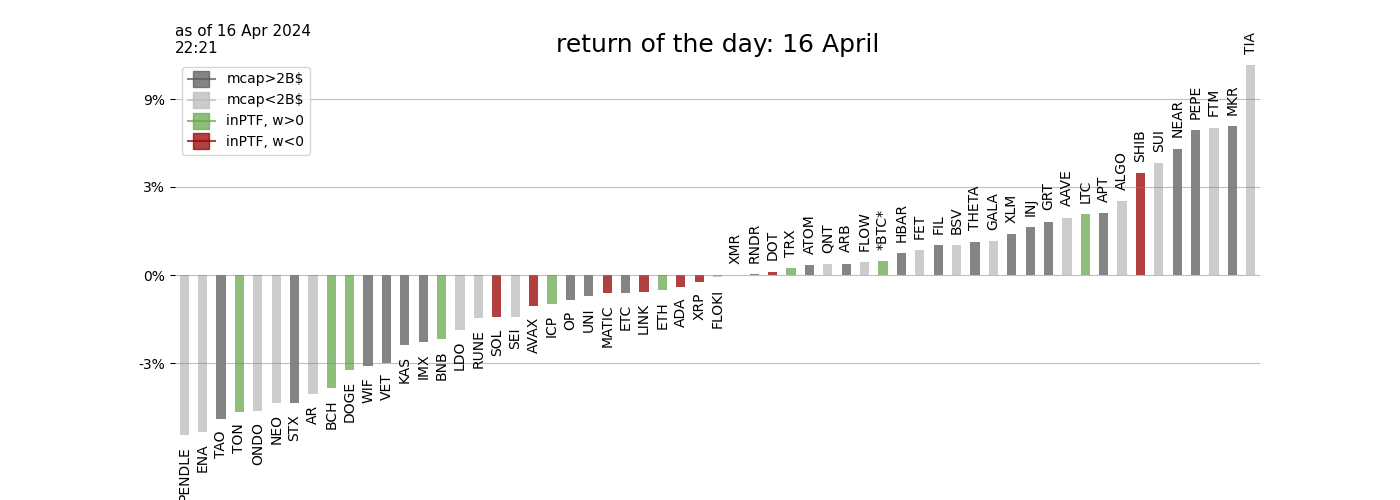 as of 16 Apr 2024
22:21
return of the day: 16 April
mcap>2B$
mcap<2B$
inPTF, w>0
inPTF, w<0
9%
3%
0%
-3%
PENDLE
ENA
TAO
TON
ONDO
NEO
STX
AR
BCH
DOGE
WIF
VET
KAS
IMX
BNB
LDO
RUNE
SOL
SEI
AVAX
ICP
OP
UNI
MATIC
ETC
LINK
ETH
ADA
XRP
FLOKI
XMR
RNDR
DOT
TRX
ATOM
QNT
ARB
FLOW
*BTC*
HBAR
FET
FIL
BSV
THETA
GALA
XLM
INJ
GRT
AAVE
LTC
APT
ALGO
SHIB
SUI
NEAR
PEPE
FTM
MKR
TIA